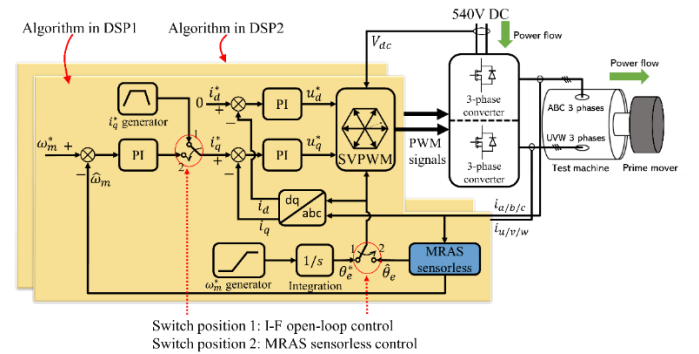 Algorithm in DSP1
Algorithm in DSP2
540V DC
V_dc
Power flow
Power flow
i_q^* generator
0 i_d^* +
−
PI
u_d^*
ω_m^* +
−
ω̂_m
PI
1
2
i_q^* +
−
PI
u_q^*
SVPWM
PWM
signals
3-phase
converter
3-phase
converter
ABC 3 phases
UVW 3 phases
Test machine
Prime mover
i_d
i_q
dq
abc
i_a/b/c
i_u/v/w
ω_m^* generator
1/s
Integration
θ_e^*
1
2
θ̂_e
MRAS
sensorless
Switch position 1: I-F open-loop control
Switch position 2: MRAS sensorless control